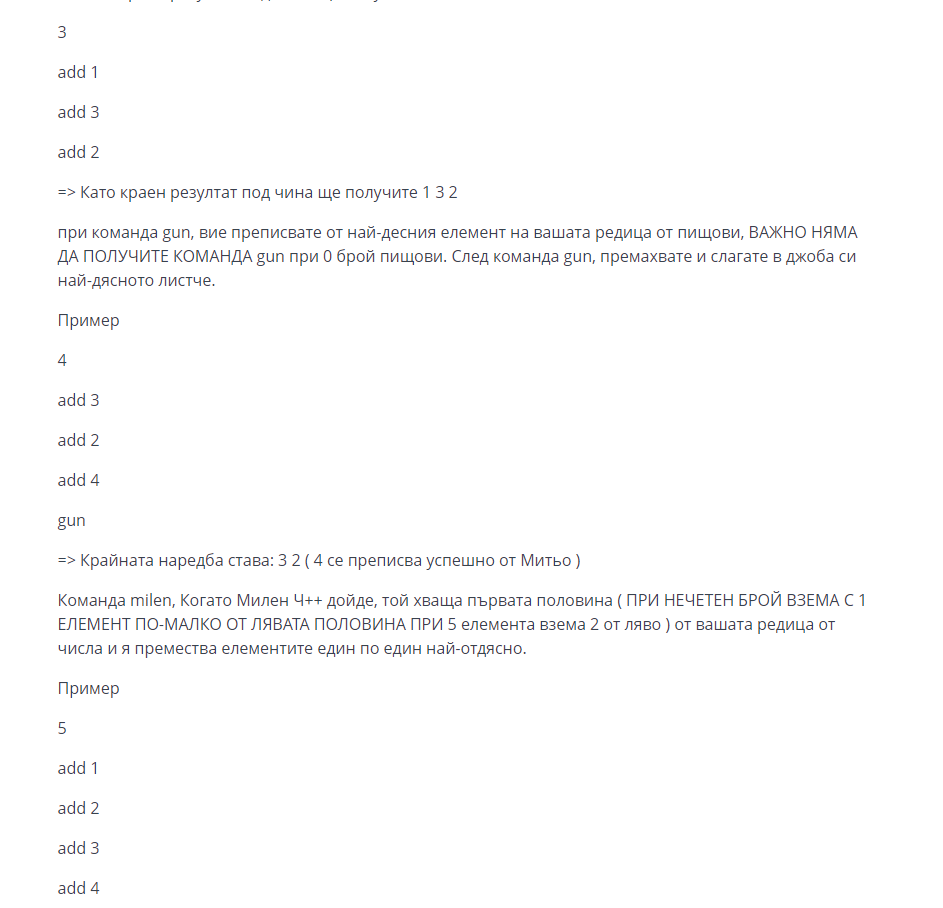 3
add 1
add 3
add 2
=> Като краен резултат под чина ще получите 1 3 2
при команда gun, вие преписвате от най-десния елемент на вашата редица от пищови, ВАЖНО НЯМА
ДА ПОЛУЧИТЕ КОМАНДА gun при 0 брой пищови. След команда gun, премахвате и слагате в джоба си
най-дясното листче.
Пример
4
add 3
add 2
add 4
gun
=> Крайната наредба става: 3 2 ( 4 се преписва успешно от Митьо )
Команда milen, Когато Милен Ч++ дойде, той хваща първата половина ( ПРИ НЕЧЕТЕН БРОЙ ВЗЕМА С 1
ЕЛЕМЕНТ ПО-МАЛКО ОТ ЛЯВАТА ПОЛОВИНА ПРИ 5 елемента взема 2 от ляво ) от вашата редица от
числа и я премества елементите един по един най-отдясно.
Пример
5
add 1
add 2
add 3
add 4